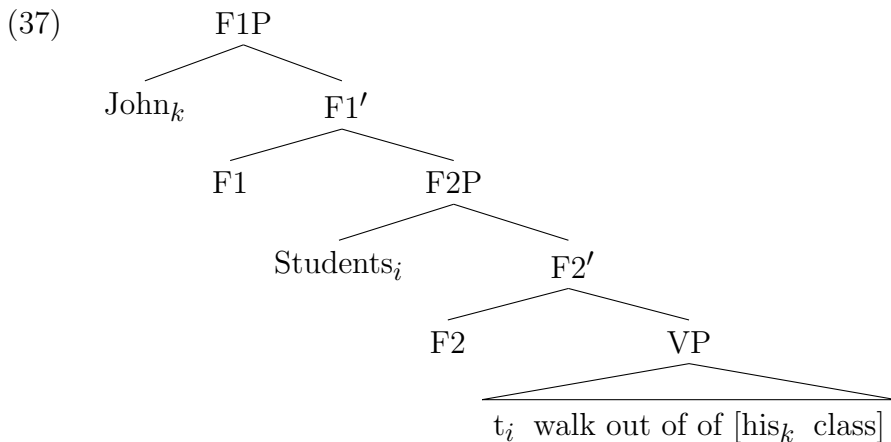 (37)
F1P
John_k F1′
F1 F2P
Students_i F2′
F2 VP
t_i walk out of of [his_k class]